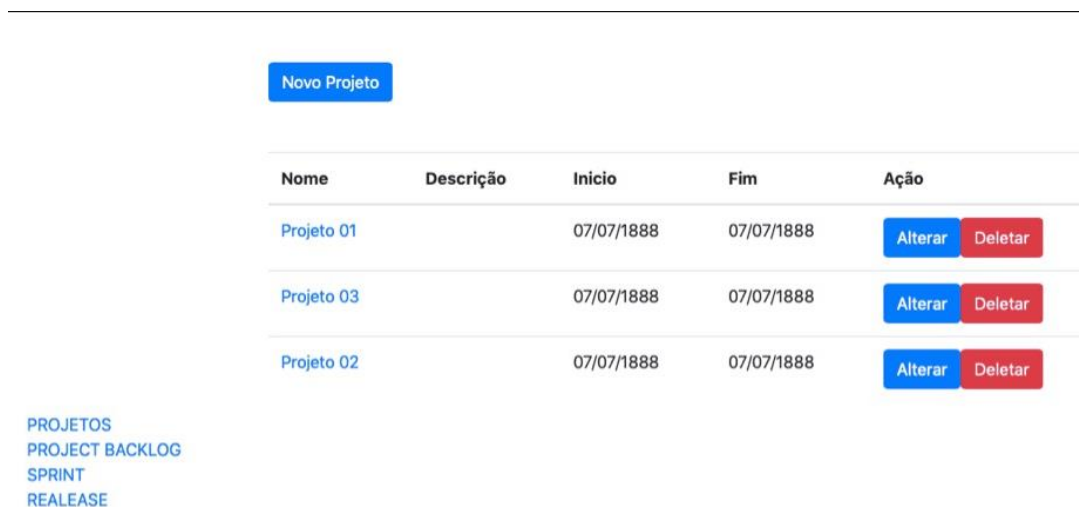 Novo Projeto
Nome Descrição Inicio Fim Ação
Projeto 01 07/07/1888 07/07/1888 Alterar Deletar
Projeto 03 07/07/1888 07/07/1888 Alterar Deletar
Projeto 02 07/07/1888 07/07/1888 Alterar Deletar
PROJETOS
PROJECT BACKLOG
SPRINT
REALEASE